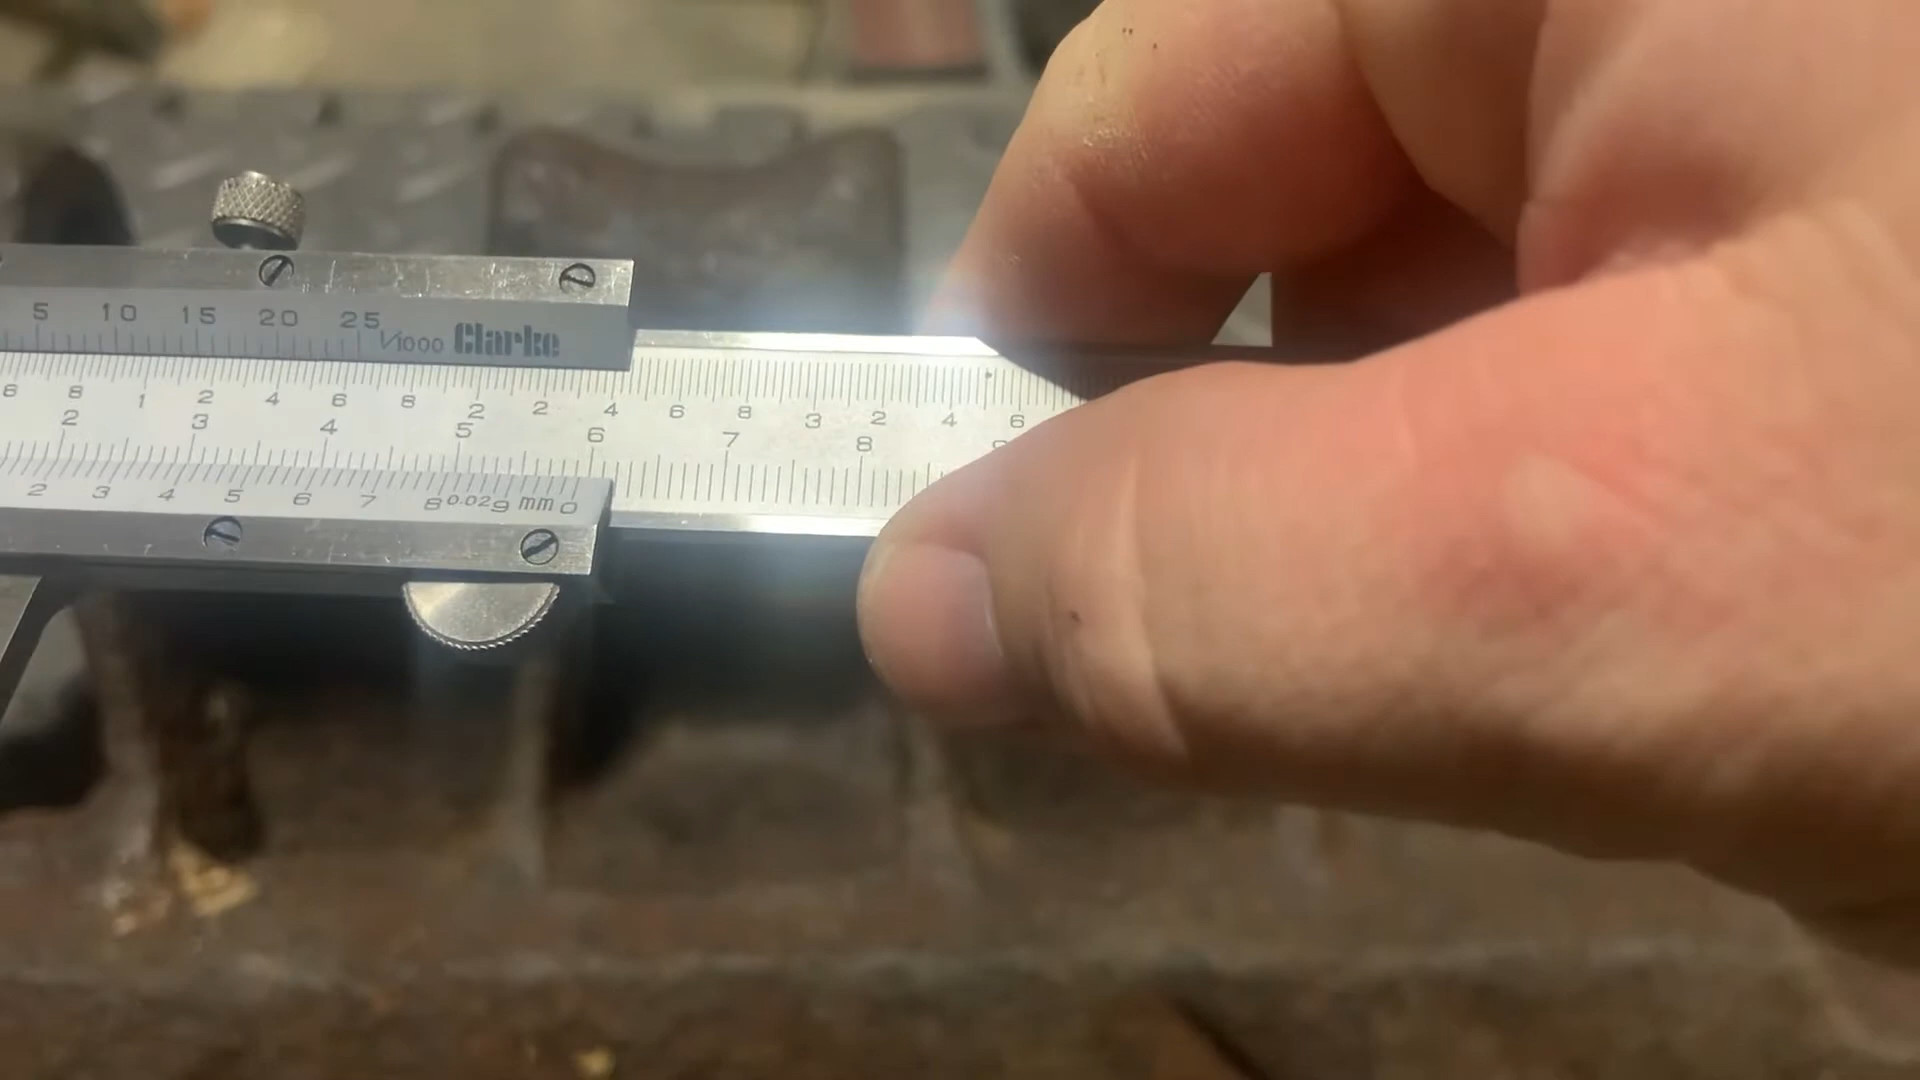 5 10 15 20 25 1/1000 Clarke
6 8 1 2 4 6 8 2 2 4 6 8 3 2 4 6
2 3 4 5 6 7 8
2 3 4 5 6 7 8 0.02 9 mm 0